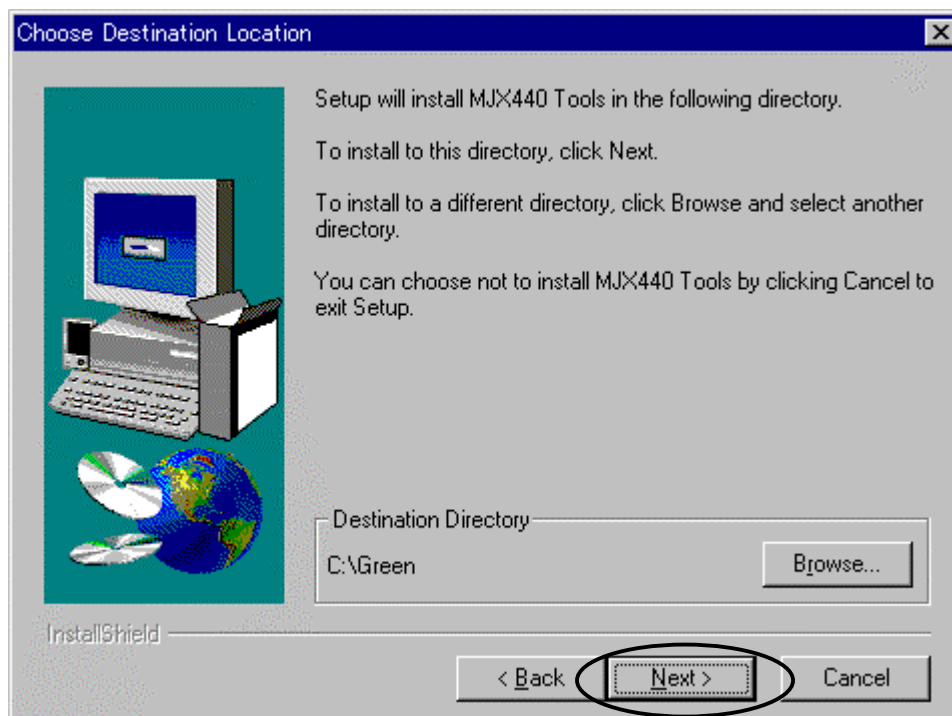 Choose Destination Location
Setup will install MJX440 Tools in the following directory.
To install to this directory, click Next.
To install to a different directory, click Browse and select another
directory.
You can choose not to install MJX440 Tools by clicking Cancel to
exit Setup.
Destination Directory
C:\Green
Browse...
InstallShield
< Back
Next >
Cancel